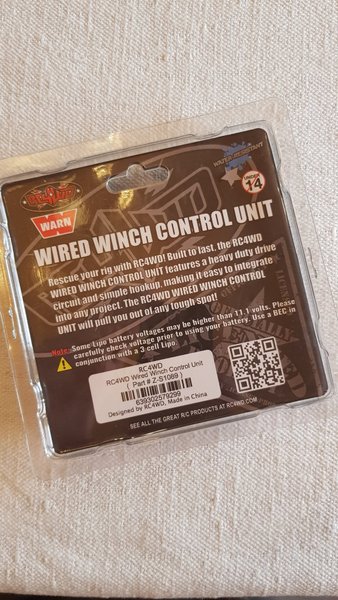 RC4WD
WATER RESISTANT
UNDER
14
WARN
WIRED WINCH CONTROL UNIT
Rescue your rig with RC4WD! Built to last, the RC4WD
WIRED WINCH CONTROL UNIT features a heavy duty drive
circuit and simple hookup, making it easy to integrate
into any project. The RC4WD WIRED WINCH CONTROL
UNIT will pull you out of any tough spot!
Note Some Lipo battery voltages may be higher than 11.1 volts. Please
carefully check voltage prior to using your battery. Use a BEC in
conjunction with a 3 cell Lipo.
RC4WD
RC4WD Wired Winch Control Unit
( Part # Z-S1089 )
639302579299
Designed by RC4WD, Made in China
SEE ALL THE GREAT R/C PRODUCTS AT RC4WD.COM